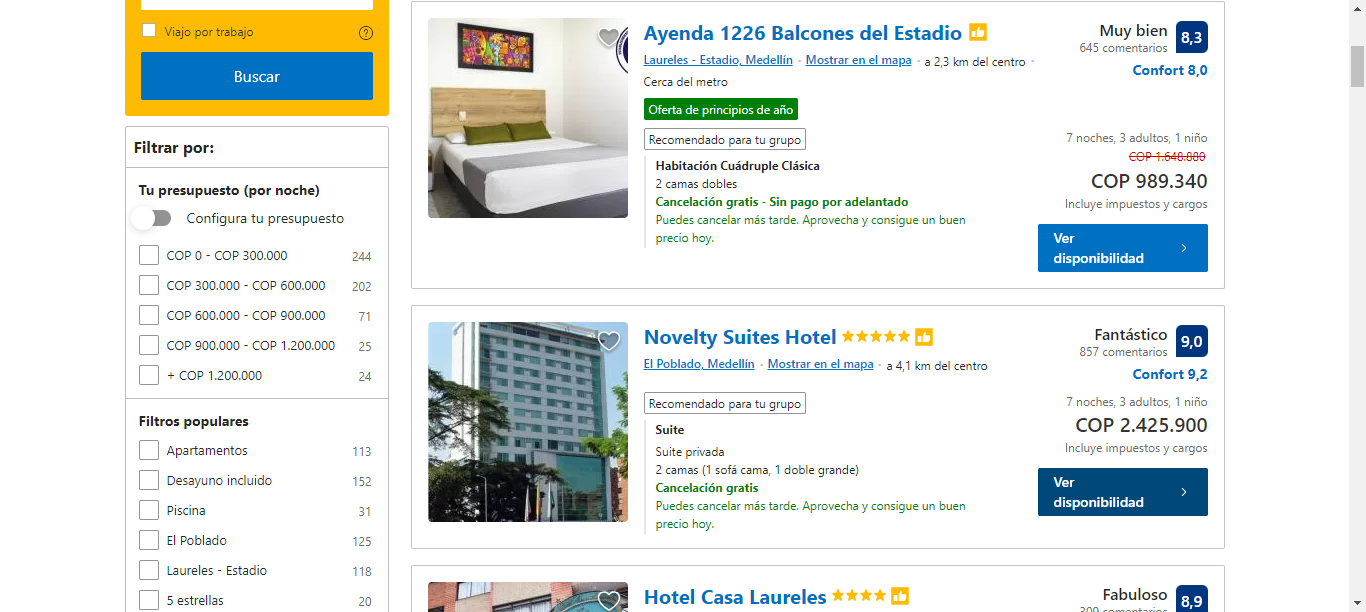 Viajo por trabajo
Buscar
Filtrar por:
Tu presupuesto (por noche)
Configura tu presupuesto
COP 0 - COP 300.000 244
COP 300.000 - COP 600.000 202
COP 600.000 - COP 900.000 71
COP 900.000 - COP 1.200.000 25
+ COP 1.200.000 24
Filtros populares
Apartamentos 113
Desayuno incluido 152
Piscina 31
El Poblado 125
Laureles - Estadio 118
5 estrellas 20
Ayenda 1226 Balcones del Estadio
Laureles - Estadio, Medellín · Mostrar en el mapa · a 2,3 km del centro ·
Cerca del metro
Oferta de principios de año
Recomendado para tu grupo
Habitación Cuádruple Clásica
2 camas dobles
Cancelación gratis - Sin pago por adelantado
Puedes cancelar más tarde. Aprovecha y consigue un buen
precio hoy.
Muy bien 8,3
645 comentarios
Confort 8,0
7 noches, 3 adultos, 1 niño
COP 1.648.880
COP 989.340
Incluye impuestos y cargos
Ver
disponibilidad
Novelty Suites Hotel
El Poblado, Medellín · Mostrar en el mapa · a 4,1 km del centro
Recomendado para tu grupo
Suite
Suite privada
2 camas (1 sofá cama, 1 doble grande)
Cancelación gratis
Puedes cancelar más tarde. Aprovecha y consigue un buen
precio hoy.
Fantástico 9,0
857 comentarios
Confort 9,2
7 noches, 3 adultos, 1 niño
COP 2.425.900
Incluye impuestos y cargos
Ver
disponibilidad
Hotel Casa Laureles
Fabuloso 8,9
309 comentarios